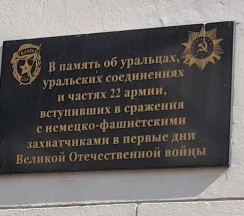 В память об уральцах,
уральских соединениях
и частях 22 армии,
вступивших в сражения
с немецко-фашистскими
захватчиками в первые дни
Великой Отечественной войны